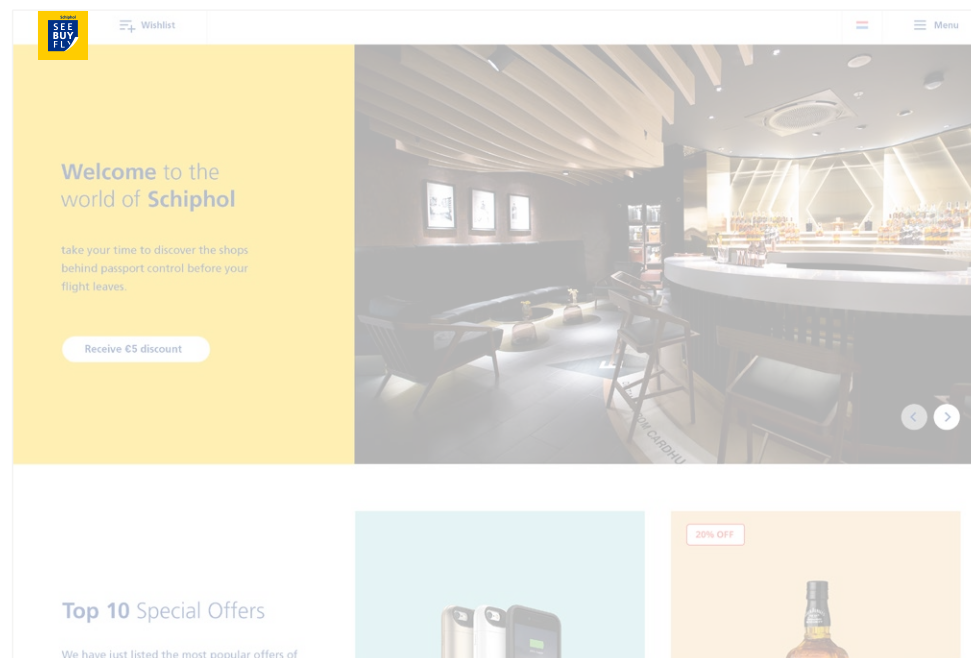 Schiphol
SEE
BUY
FLY
Wishlist
Menu
Welcome to the
world of Schiphol
take your time to discover the shops
behind passport control before your
flight leaves.
Receive €5 discount
CARDHU
20% OFF
Top 10 Special Offers
We have just listed the most popular offers of